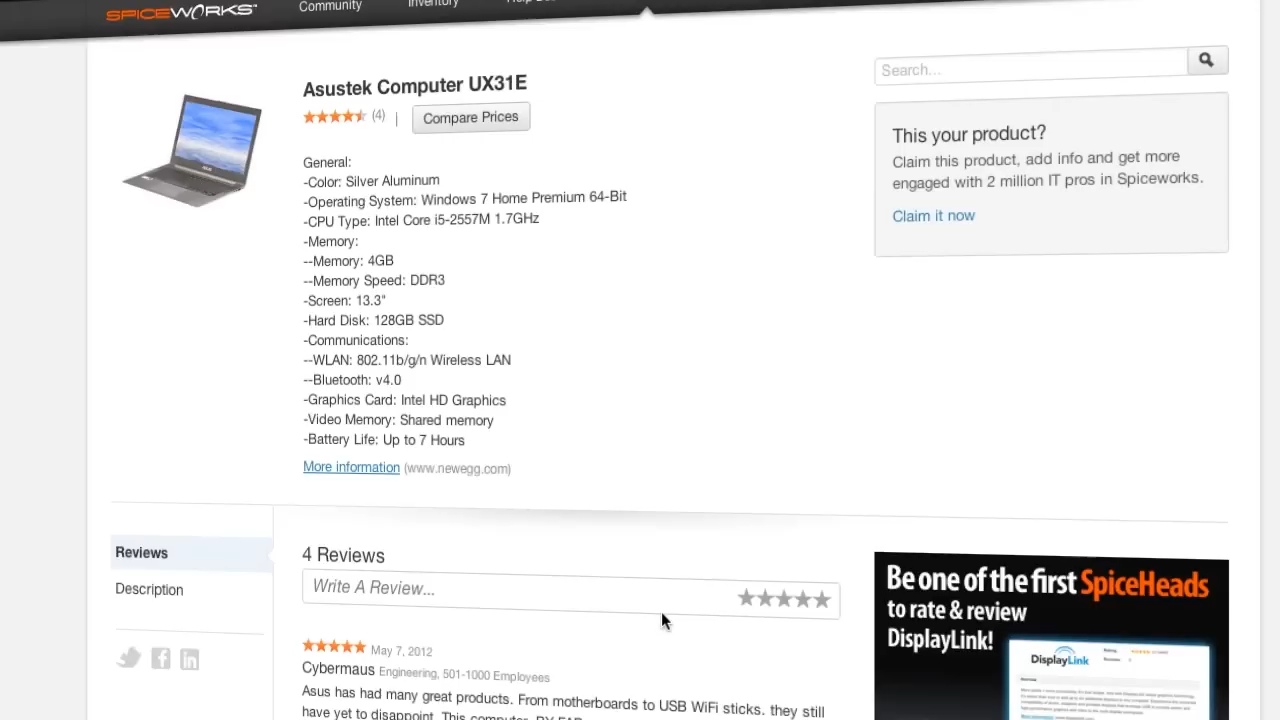 SPICEWORKS
Community
Inventory
Search...
Asustek Computer UX31E
(4) | Compare Prices
This your product?
Claim this product, add info and get more
engaged with 2 million IT pros in Spiceworks.
Claim it now
General:
-Color: Silver Aluminum
-Operating System: Windows 7 Home Premium 64-Bit
-CPU Type: Intel Core i5-2557M 1.7GHz
-Memory:
--Memory: 4GB
--Memory Speed: DDR3
-Screen: 13.3"
-Hard Disk: 128GB SSD
-Communications:
--WLAN: 802.11b/g/n Wireless LAN
--Bluetooth: v4.0
-Graphics Card: Intel HD Graphics
-Video Memory: Shared memory
-Battery Life: Up to 7 Hours
More information (www.newegg.com)
Reviews
Description
4 Reviews
Write A Review...
May 7, 2012
Cybermaus Engineering, 501-1000 Employees
Asus has had many great products. From motherboards to USB WiFi sticks. they still
Be one of the first SpiceHeads
to rate & review
DisplayLink!
DisplayLink